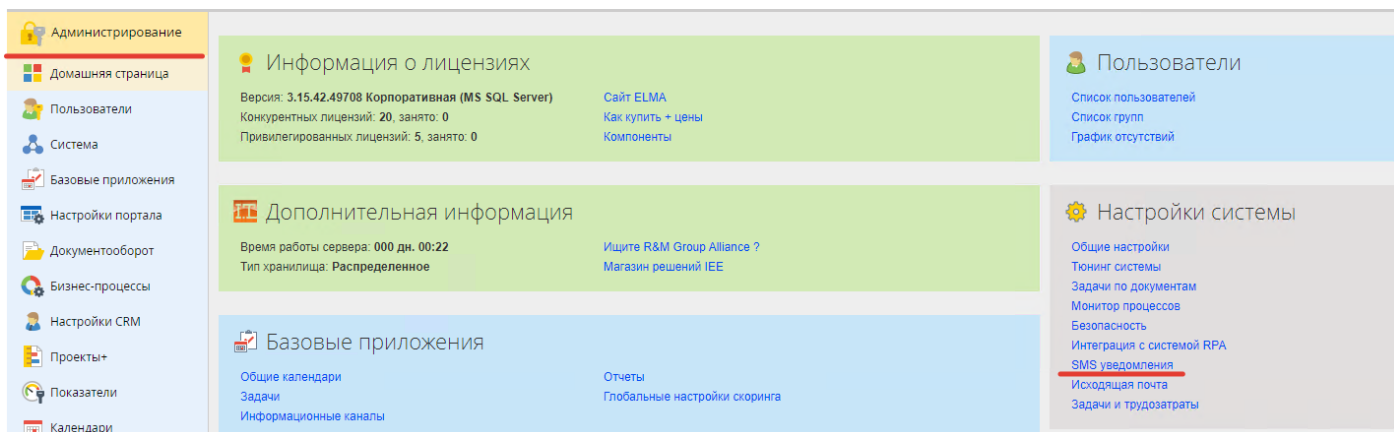 Администрирование
Домашняя страница
Пользователи
Система
Базовые приложения
Настройки портала
Документооборот
Бизнес-процессы
Настройки CRM
Проекты+
Показатели
Календари
Информация о лицензиях
Версия: 3.15.42.49708 Корпоративная (MS SQL Server)
Сайт ELMA
Конкурентных лицензий: 20, занято: 0
Как купить + цены
Привилегированных лицензий: 5, занято: 0
Компоненты
Дополнительная информация
Время работы сервера: 000 дн. 00:22
Ищите R&M Group Alliance ?
Тип хранилища: Распределенное
Магазин решений IEE
Базовые приложения
Общие календари
Отчеты
Задачи
Глобальные настройки скоринга
Информационные каналы
Пользователи
Список пользователей
Список групп
График отсутствий
Настройки системы
Общие настройки
Тюнинг системы
Задачи по документам
Монитор процессов
Безопасность
Интеграция с системой RPA
SMS уведомления
Исходящая почта
Задачи и трудозатраты